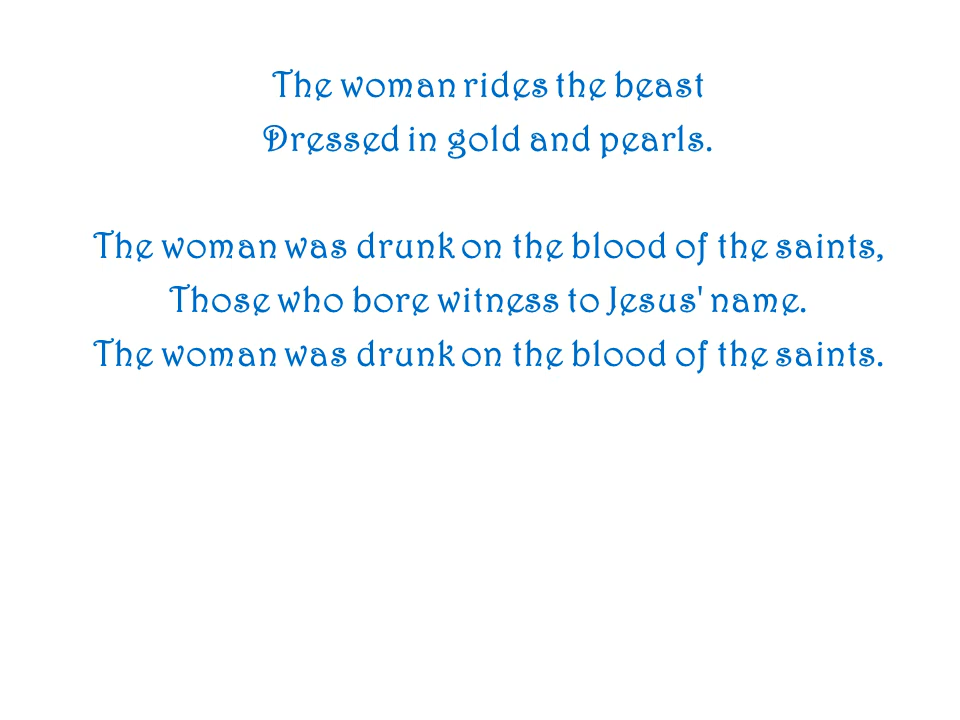 The woman rides the beast
Dressed in gold and pearls.
The woman was drunk on the blood of the saints,
Those who bore witness to Jesus' name.
The woman was drunk on the blood of the saints.